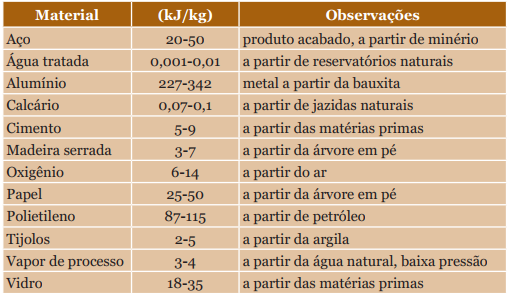 Material (kJ/kg) Observações
Aço 20-50 produto acabado, a partir de minério
Água tratada 0,001-0,01 a partir de reservatórios naturais
Alumínio 227-342 metal a partir da bauxita
Calcário 0,07-0,1 a partir de jazidas naturais
Cimento 5-9 a partir das matérias primas
Madeira serrada 3-7 a partir da árvore em pé
Oxigênio 6-14 a partir do ar
Papel 25-50 a partir da árvore em pé
Polietileno 87-115 a partir de petróleo
Tijolos 2-5 a partir da argila
Vapor de processo 3-4 a partir da água natural, baixa pressão
Vidro 18-35 a partir das matérias primas